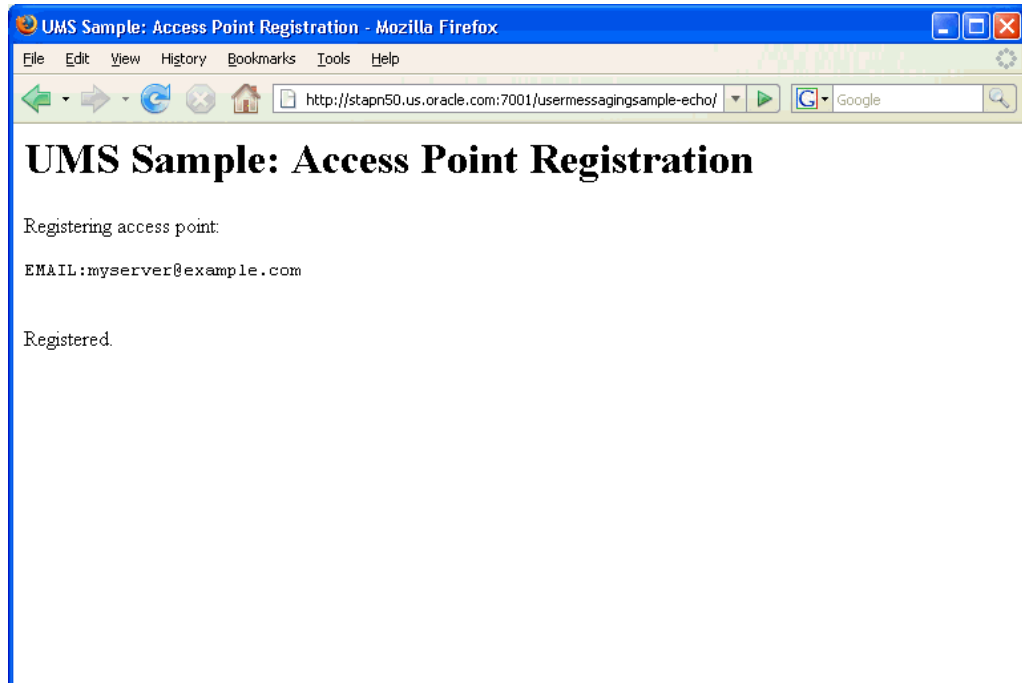 UMS Sample: Access Point Registration - Mozilla Firefox
File Edit View History Bookmarks Tools Help
http://stapn50.us.oracle.com:7001/usermessagingsample-echo/ G Google
UMS Sample: Access Point Registration
Registering access point:
EMAIL:myserver@example.com
Registered.